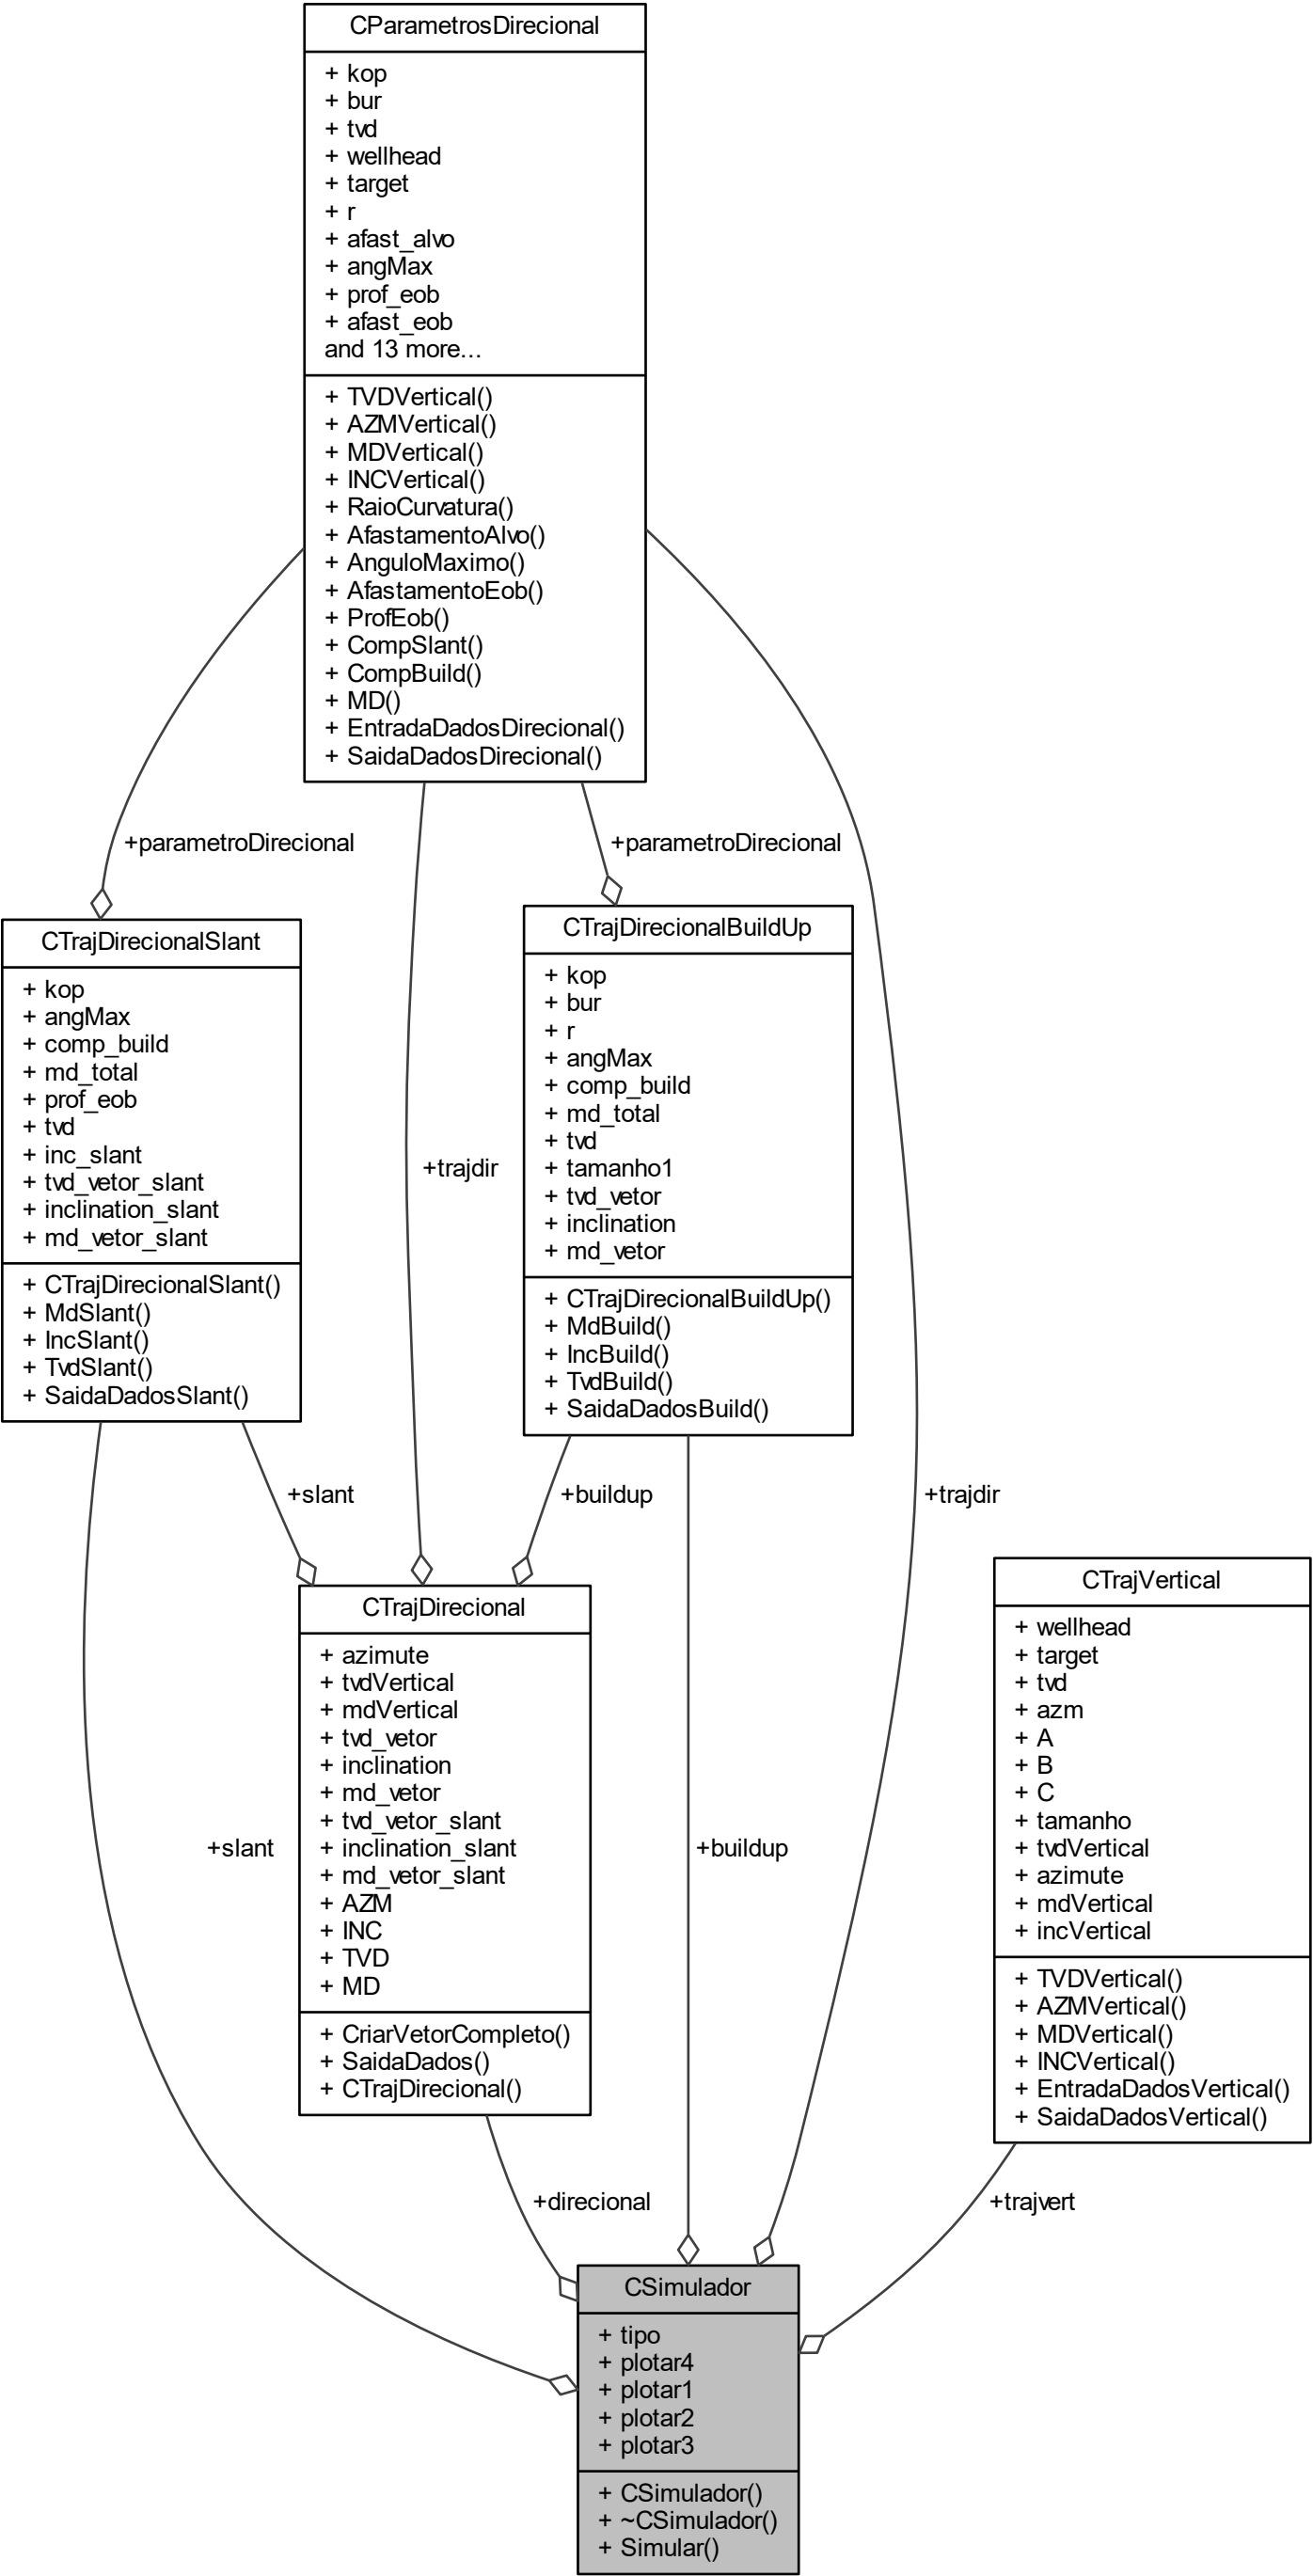 CParametrosDirecional
+ kop
+ bur
+ tvd
+ wellhead
+ target
+ r
+ afast_alvo
+ angMax
+ prof_eob
+ afast_eob
and 13 more...
+ TVDVertical()
+ AZMVertical()
+ MDVertical()
+ INCVertical()
+ RaioCurvatura()
+ AfastamentoAlvo()
+ AnguloMaximo()
+ AfastamentoEob()
+ ProfEob()
+ CompSlant()
+ CompBuild()
+ MD()
+ EntradaDadosDirecional()
+ SaidaDadosDirecional()
+parametroDirecional
+parametroDirecional
CTrajDirecionalSlant
+ kop
+ angMax
+ comp_build
+ md_total
+ prof_eob
+ tvd
+ inc_slant
+ tvd_vetor_slant
+ inclination_slant
+ md_vetor_slant
+ CTrajDirecionalSlant()
+ MdSlant()
+ IncSlant()
+ TvdSlant()
+ SaidaDadosSlant()
+trajdir
CTrajDirecionalBuildUp
+ kop
+ bur
+ r
+ angMax
+ comp_build
+ md_total
+ tvd
+ tamanho1
+ tvd_vetor
+ inclination
+ md_vetor
+ CTrajDirecionalBuildUp()
+ MdBuild()
+ IncBuild()
+ TvdBuild()
+ SaidaDadosBuild()
+slant
+buildup
+trajdir
CTrajDirecional
+ azimute
+ tvdVertical
+ mdVertical
+ tvd_vetor
+ inclination
+ md_vetor
+ tvd_vetor_slant
+ inclination_slant
+ md_vetor_slant
+ AZM
+ INC
+ TVD
+ MD
+ CriarVetorCompleto()
+ SaidaDados()
+ CTrajDirecional()
+slant
+buildup
CTrajVertical
+ wellhead
+ target
+ tvd
+ azm
+ A
+ B
+ C
+ tamanho
+ tvdVertical
+ azimute
+ mdVertical
+ incVertical
+ TVDVertical()
+ AZMVertical()
+ MDVertical()
+ INCVertical()
+ EntradaDadosVertical()
+ SaidaDadosVertical()
+direcional
+trajvert
CSimulador
+ tipo
+ plotar4
+ plotar1
+ plotar2
+ plotar3
+ CSimulador()
+ ~CSimulador()
+ Simular()